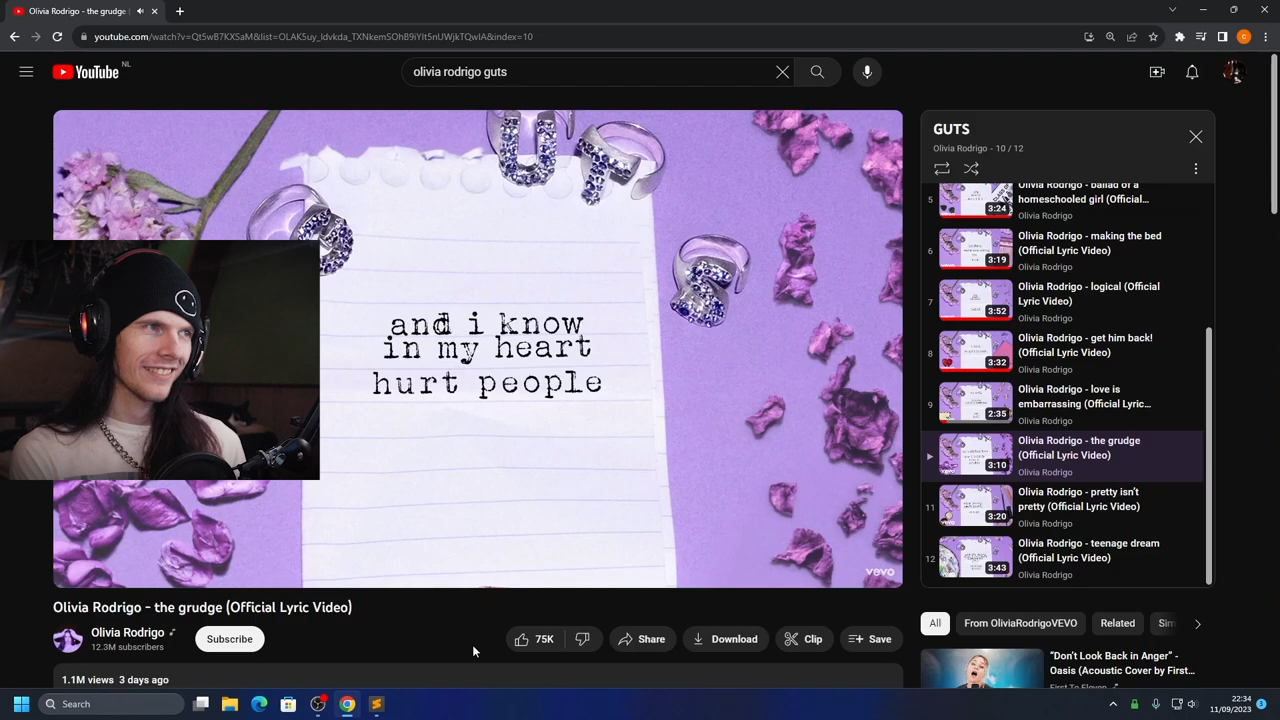 Olivia Rodrigo - the grudge (
youtube.com/watch?v=Qt5wB7KXSaM&list=OLAK5uy_ldvkda_TXNkemSOhB9iYIt5nUWjkTQwIA&index=10
C
YouTube NL
olivia rodrigo guts
U T
S
and i know
in my heart
hurt people
vevo
GUTS
Olivia Rodrigo - 10 / 12
5
3:24
Olivia Rodrigo - ballad of a
homeschooled girl (Official...
Olivia Rodrigo
6
3:19
Olivia Rodrigo - making the bed
(Official Lyric Video)
Olivia Rodrigo
7
3:52
Olivia Rodrigo - logical (Official
Lyric Video)
Olivia Rodrigo
8
3:32
Olivia Rodrigo - get him back!
(Official Lyric Video)
Olivia Rodrigo
9
2:35
Olivia Rodrigo - love is
embarrassing (Official Lyric...
Olivia Rodrigo
3:10
Olivia Rodrigo - the grudge
(Official Lyric Video)
Olivia Rodrigo
11
3:20
Olivia Rodrigo - pretty isn't
pretty (Official Lyric Video)
Olivia Rodrigo
12
3:43
Olivia Rodrigo - teenage dream
(Official Lyric Video)
Olivia Rodrigo
Olivia Rodrigo - the grudge (Official Lyric Video)
Olivia Rodrigo
12.3M subscribers
Subscribe
75K
Share
Download
Clip
Save
1.1M views 3 days ago
All
From OliviaRodrigoVEVO
Related
Sim
"Don't Look Back in Anger" -
Oasis (Acoustic Cover by First...
First To Eleven
Search
22:34
11/09/2023
3